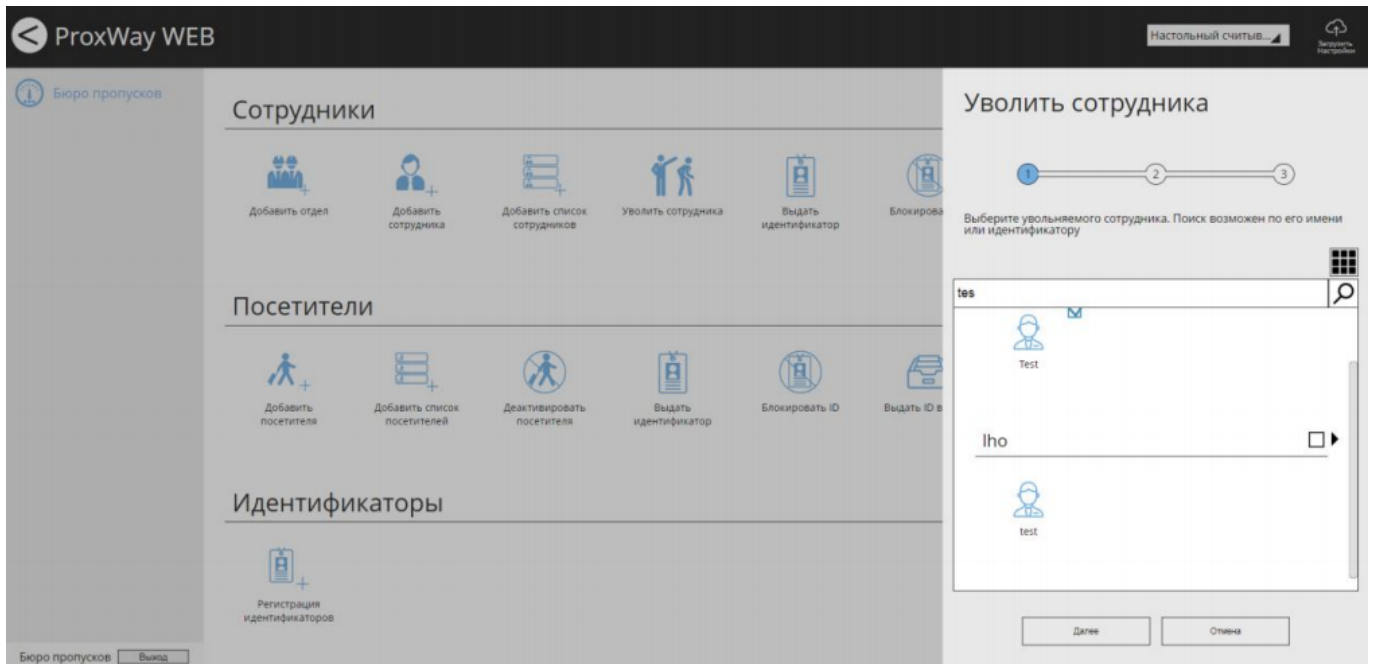 ProxWay WEB
Настольный считыв...
Загрузить
Настройки
Бюро пропусков
Сотрудники
Добавить отдел
Добавить
сотрудника
Добавить список
сотрудников
Уволить сотрудника
Выдать
идентификатор
Блокирова
Посетители
Добавить
посетителя
Добавить список
посетителей
Деактивировать
посетителя
Выдать
идентификатор
Блокировать ID
Выдать ID в
Идентификаторы
Регистрация
идентификаторов
Бюро пропусков
Выход
Уволить сотрудника
1
2
3
Выберите увольняемого сотрудника. Поиск возможен по его имени
или идентификатору
tes
Test
lho
test
Далее
Отмена